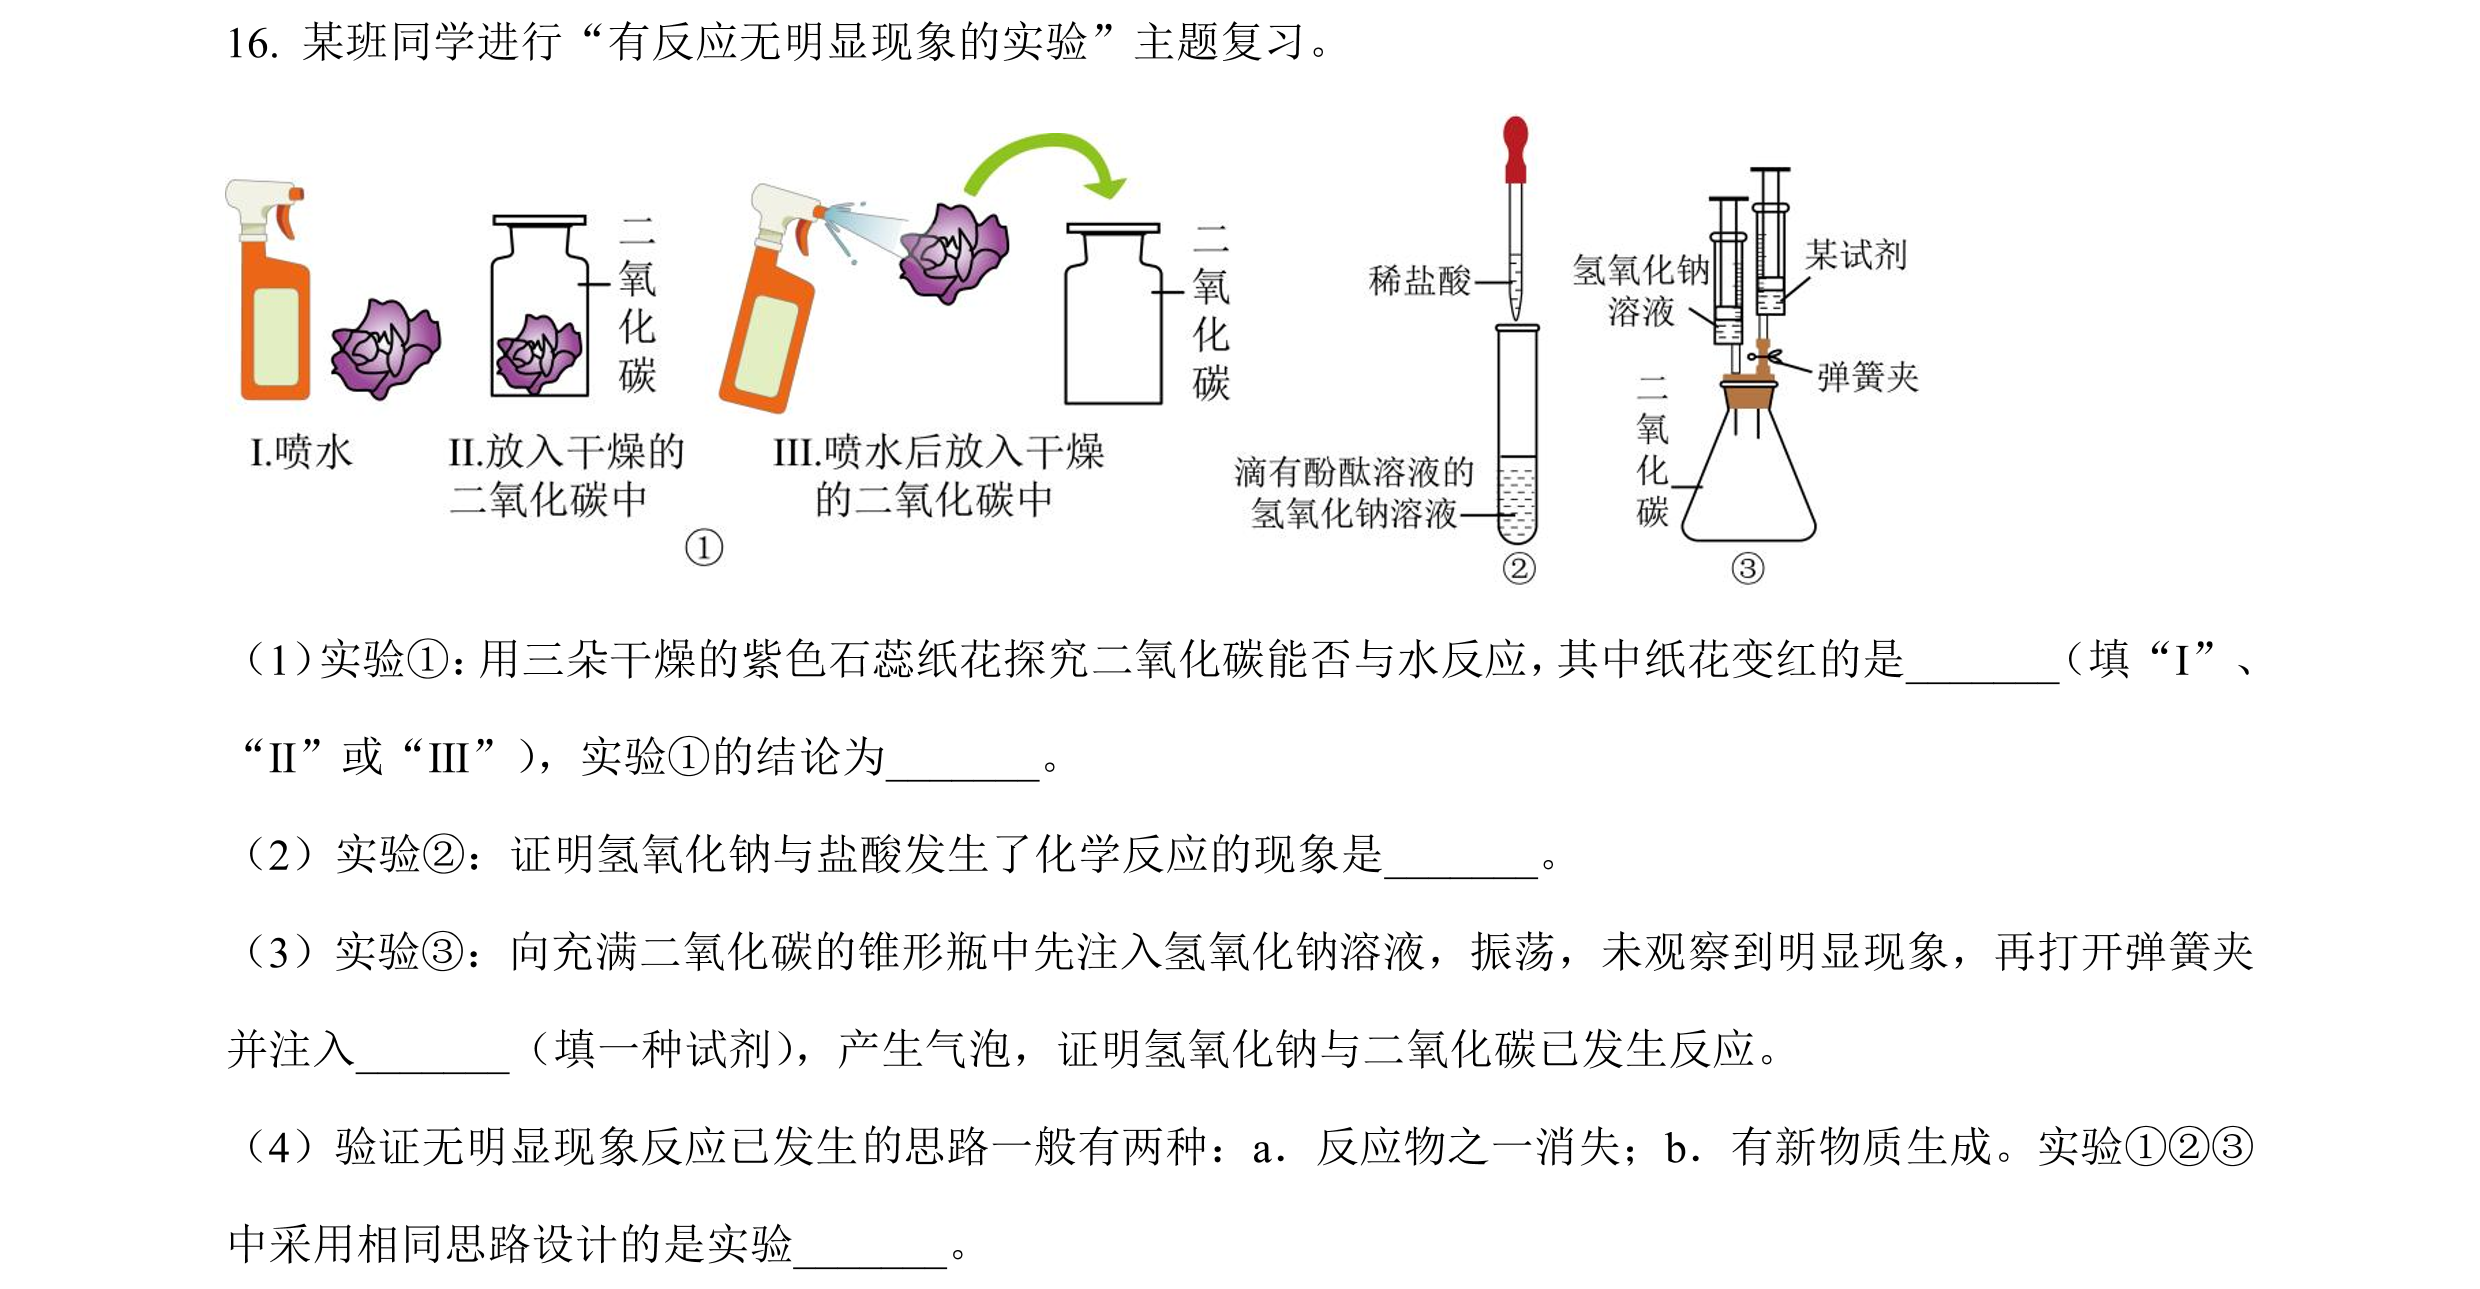 16. 某班同学进行“有反应无明显现象的实验”主题复习。
二氧化碳
二氧化碳
I.喷水
II.放入干燥的
二氧化碳中
III.喷水后放入干燥
的二氧化碳中
①
稀盐酸
滴有酚酞溶液的
氢氧化钠溶液
②
氢氧化钠
溶液
某试剂
弹簧夹
二氧化碳
③
（1）实验①：用三朵干燥的紫色石蕊纸花探究二氧化碳能否与水反应，其中纸花变红的是_______（填“I”、
“II”或“III”），实验①的结论为_______。
（2）实验②：证明氢氧化钠与盐酸发生了化学反应的现象是_______。
（3）实验③：向充满二氧化碳的锥形瓶中先注入氢氧化钠溶液，振荡，未观察到明显现象，再打开弹簧夹
并注入_______（填一种试剂），产生气泡，证明氢氧化钠与二氧化碳已发生反应。
（4）验证无明显现象反应已发生的思路一般有两种：a．反应物之一消失；b．有新物质生成。实验①②③
中采用相同思路设计的是实验_______。